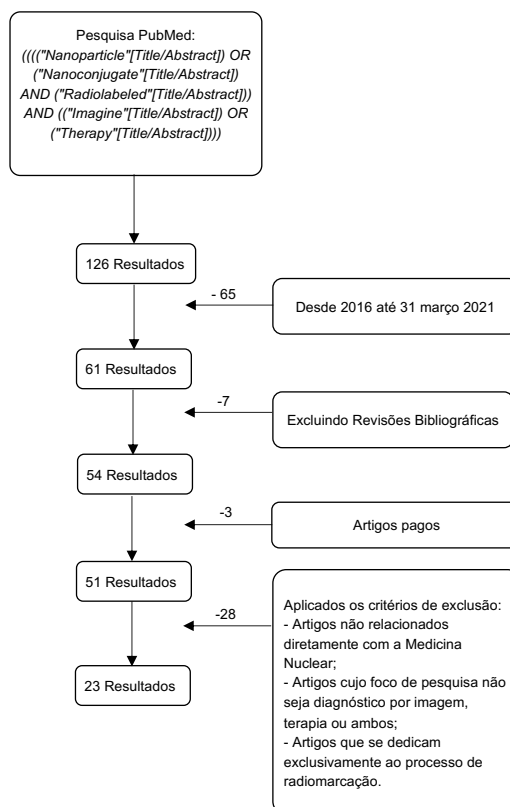 Pesquisa PubMed:
(((("Nanoparticle"[Title/Abstract]) OR
("Nanoconjugate"[Title/Abstract])
AND ("Radiolabeled"[Title/Abstract]))
AND (("Imagine"[Title/Abstract]) OR
("Therapy"[Title/Abstract])))
126 Resultados
- 65
Desde 2016 até 31 março 2021
61 Resultados
-7
Excluindo Revisões Bibliográficas
54 Resultados
-3
Artigos pagos
51 Resultados
-28
Aplicados os critérios de exclusão:
- Artigos não relacionados
diretamente com a Medicina
Nuclear;
- Artigos cujo foco de pesquisa não
seja diagnóstico por imagem,
terapia ou ambos;
- Artigos que se dedicam
exclusivamente ao processo de
radiomarcação.
23 Resultados